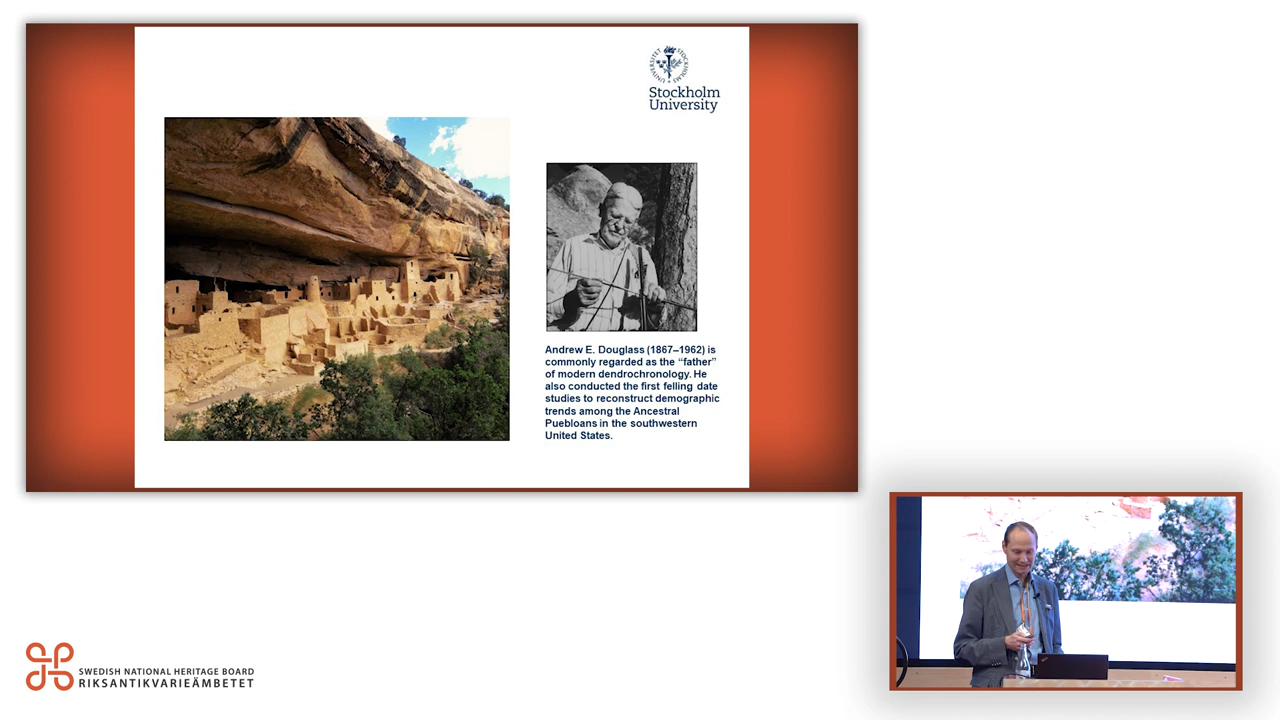 UNIVERSITET
STOCKHOLMS
Stockholm
University
Andrew E. Douglass (1867–1962) is
commonly regarded as the “father”
of modern dendrochronology. He
also conducted the first felling date
studies to reconstruct demographic
trends among the Ancestral
Puebloans in the southwestern
United States.
SWEDISH NATIONAL HERITAGE BOARD
RIKSANTIKVARIEÄMBETET